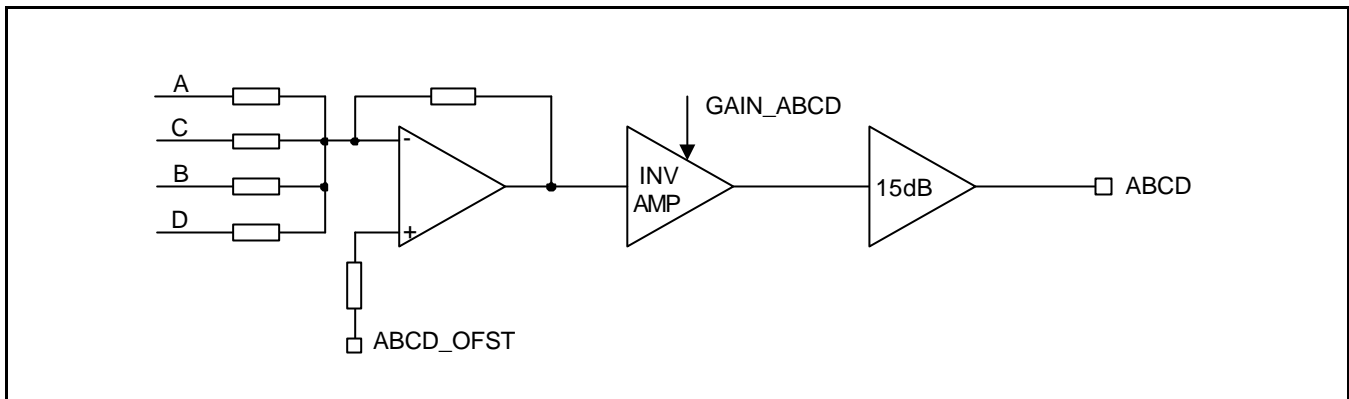 A
C
B
D
-
+
ABCD_OFST
GAIN_ABCD
INV
AMP
15dB
ABCD